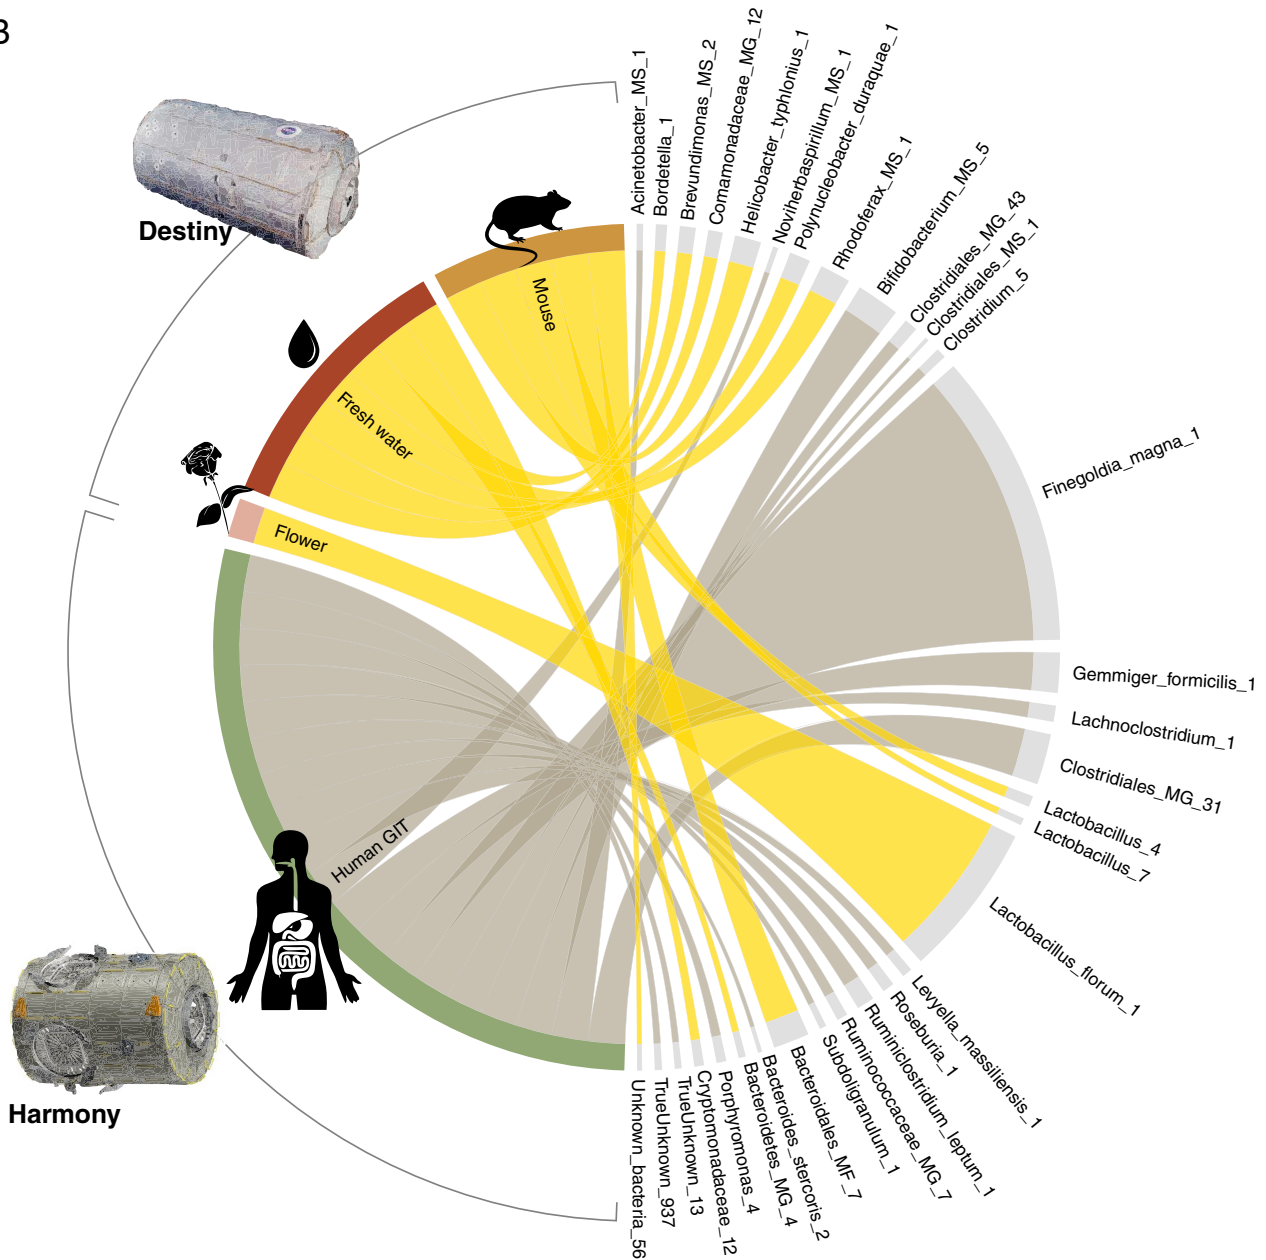 B
Destiny
Mouse
Fresh water
Flower
Human GIT
Harmony
Acinetobacter_MS_1
Bordetella_1
Brevundimonas_MS_2
Comamonadaceae_MG_12
Helicobacter_typhlonius_1
Noviherbaspirillum_MS_1
Polynucleobacter_duraquae_1
Rhodoferax_MS_1
Bifidobacterium_MS_5
Clostridiales_MG_43
Clostridiales_MS_1
Clostridium_5
Finegoldia_magna_1
Gemmiger_formicilis_1
Lachnoclostridium_1
Clostridiales_MG_31
Lactobacillus_4
Lactobacillus_7
Lactobacillus_florum_1
Levyella_massiliensis_1
Roseburia_1
Ruminiclostridium_leptum_1
Ruminococcaceae_MG_7
Subdoligranulum_1
Bacteroidales_MF_7
Bacteroides_stercoris_2
Bacteroidetes_MG_4
Porphyromonas_4
Cryptomonadaceae_12
TrueUnknown_13
TrueUnknown_937
Unknown_bacteria_56